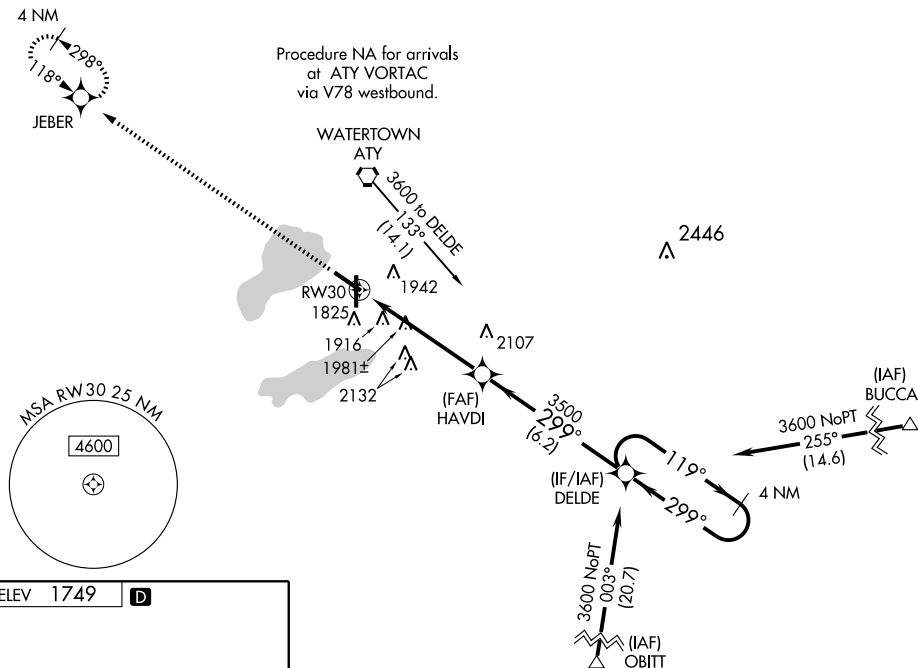 4 NM
298°
118°
JEBER
Procedure NA for arrivals
at ATY VORTAC
via V78 westbound.
WATERTOWN
ATY
3600 to DELDE
133°
(14.1)
2446
RW30
1825
1942
1916
1981±
2132
2107
(FAF)
HAVDI
3500
299°
(6.2)
(IF/IAF)
DELDE
119°
299°
4 NM
(IAF)
BUCCA
3600 NoPT
255°
(14.6)
3600 NoPT
003°
(20.7)
(IAF)
OBITT
MSA RW30 25 NM
4600
ELEV 1749 D